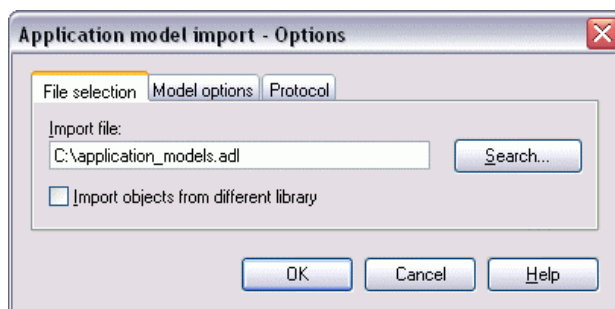 Application model import - Options
File selection
Model options
Protocol
Import file:
C:\application_models.adl
Search...
Import objects from different library
OK
Cancel
Help